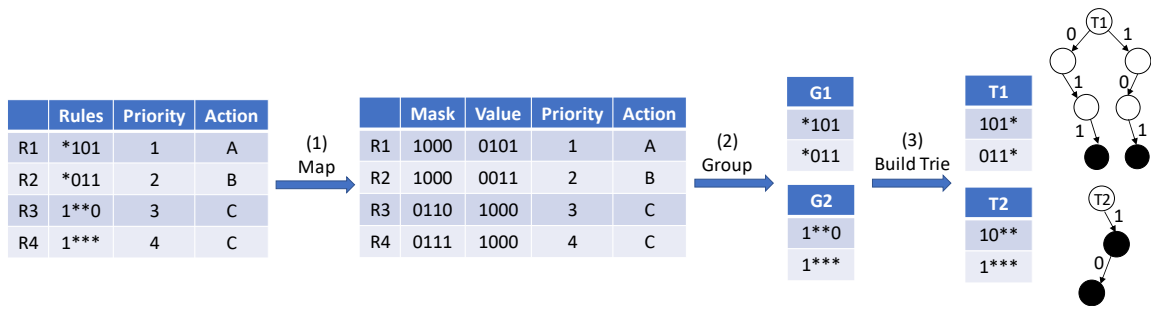 Rules Priority Action
R1 *101 1 A
R2 *011 2 B
R3 1**0 3 C
R4 1*** 4 C
(1)
Map
Mask Value Priority Action
R1 1000 0101 1 A
R2 1000 0011 2 B
R3 0110 1000 3 C
R4 0111 1000 4 C
(2)
Group
G1
*101
*011
G2
1**0
1***
(3)
Build Trie
T1
101*
011*
T2
10**
1***
T1
0 1
1 0
1 1
T2
1
0